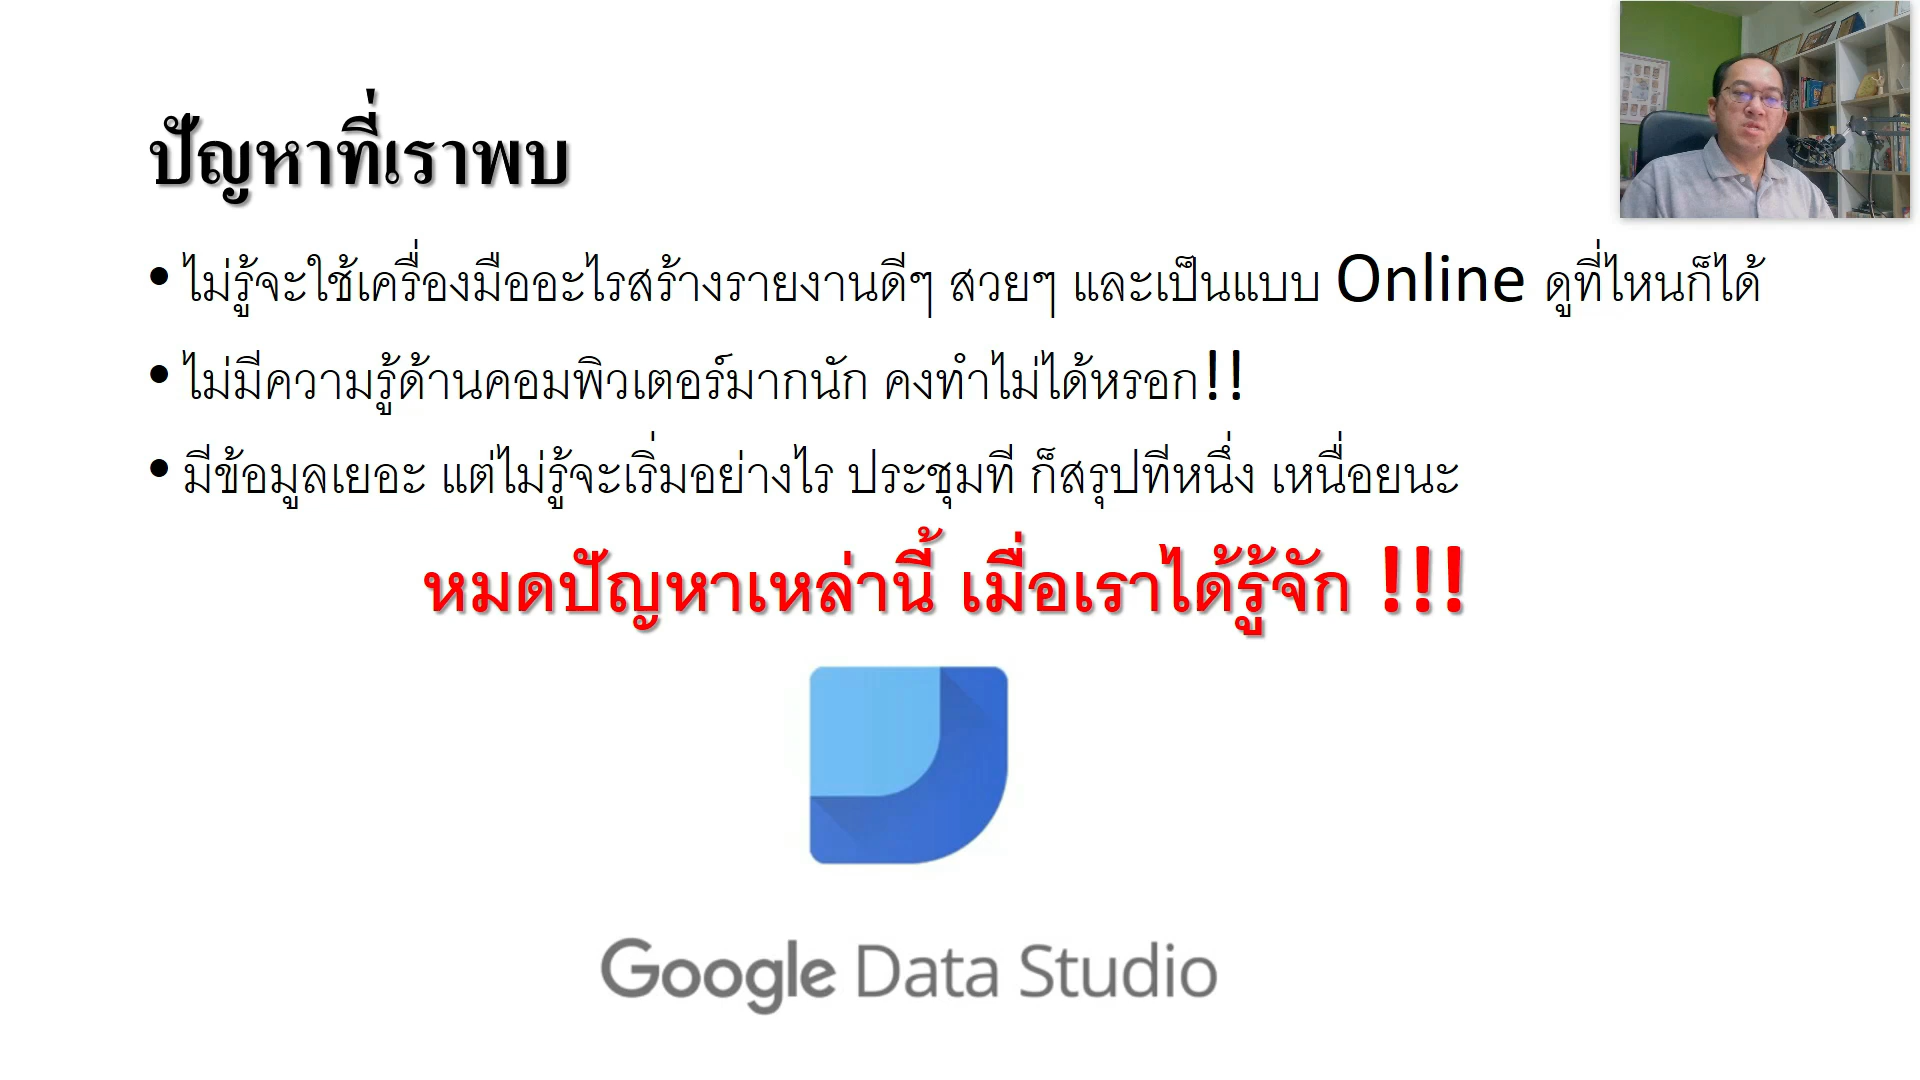 ปัญหาที่เราพบ
• ไม่รู้จะใช้เครื่องมืออะไรสร้างรายงานดีๆ สวยๆ และเป็นแบบ Online ดูที่ไหนก็ได้
• ไม่มีความรู้ด้านคอมพิวเตอร์มากนัก คงทำไม่ได้หรอก!!
• มีข้อมูลเยอะ แต่ไม่รู้จะเริ่มอย่างไร ประชุมที ก็สรุปทีหนึ่ง เหนื่อยนะ
หมดปัญหาเหล่านี้ เมื่อเราได้รู้จัก !!!
Google Data Studio